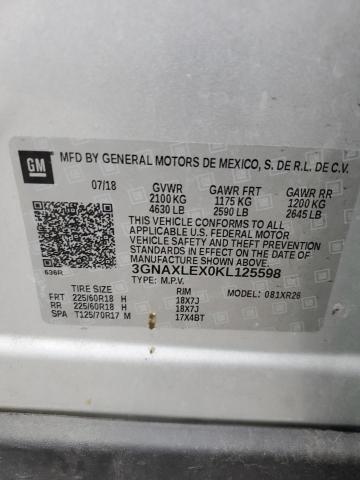 GM
MFD BY GENERAL MOTORS DE MEXICO, S. DE R.L. DE C.V.
07/18 GVWR GAWR FRT GAWR RR
2100 KG 1175 KG 1200 KG
4630 LB 2590 LB 2645 LB
THIS VEHICLE CONFORMS TO ALL
APPLICABLE U.S. FEDERAL MOTOR
VEHICLE SAFETY AND THEFT PREVENTION
STANDARDS IN EFFECT ON THE DATE OF
MANUFACTURE SHOWN ABOVE.
636R 3GNAXLEX0KL125598
TYPE: M.P.V.
TIRE SIZE RIM MODEL: 081XR26
FRT 225/60R18 H 18X7J
RR 225/60R18 H 18X7J
SPA T125/70R17 M 17X4BT